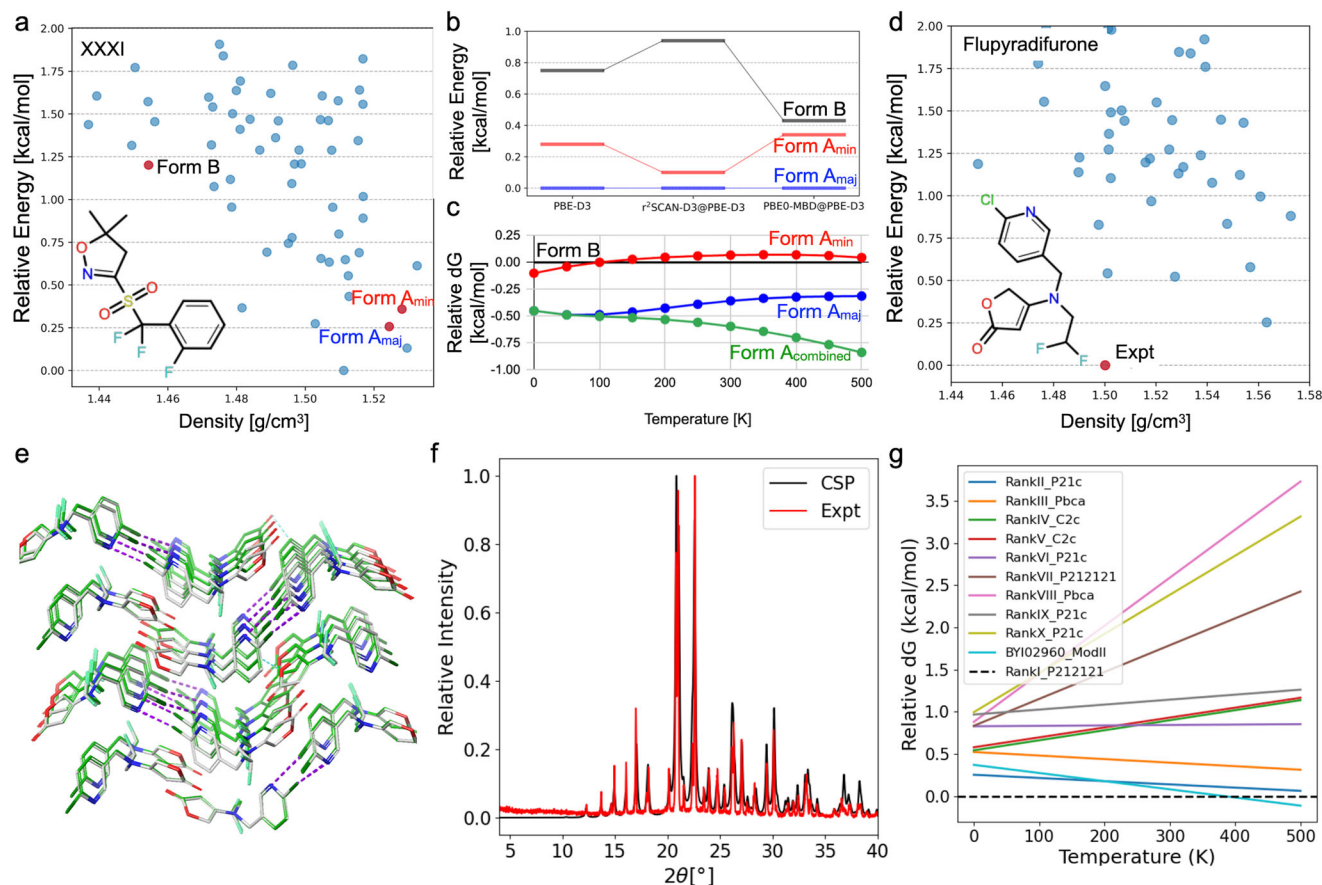 a
XXXI
Relative Energy [kcal/mol]
2.00
1.75
1.50
1.25
1.00
0.75
0.50
0.25
0.00
Form B
Form Amin
Form Amaj
O
N
S
O
O
F
F
F
1.44
1.46
1.48
1.50
1.52
Density [g/cm³]
b
Relative Energy
[kcal/mol]
1.0
0.8
0.6
0.4
0.2
0.0
Form B
Form Amin
Form Amaj
PBE-D3
r²SCAN-D3@PBE-D3
PBE0-MBD@PBE-D3
c
Relative dG
[kcal/mol]
0.25
0.00
-0.25
-0.50
-0.75
-1.00
Form B
Form Amin
Form Amaj
Form Acombined
0
100
200
300
400
500
Temperature [K]
d
Flupyradifurone
Relative Energy [kcal/mol]
2.00
1.75
1.50
1.25
1.00
0.75
0.50
0.25
0.00
Cl
N
N
O
O
F
F
Expt
1.44
1.46
1.48
1.50
1.52
1.54
1.56
1.58
Density [g/cm³]
e
f
Relative Intensity
1.0
0.8
0.6
0.4
0.2
0.0
CSP
Expt
5
10
15
20
25
30
35
40
2θ[°]
g
Relative dG (kcal/mol)
3.5
3.0
2.5
2.0
1.5
1.0
0.5
0.0
RankII_P21c
RankIII_Pbca
RankIV_C2c
RankV_C2c
RankVI_P21c
RankVII_P212121
RankVIII_Pbca
RankIX_P21c
RankX_P21c
BYI02960_ModII
RankI_P212121
0
100
200
300
400
500
Temperature (K)